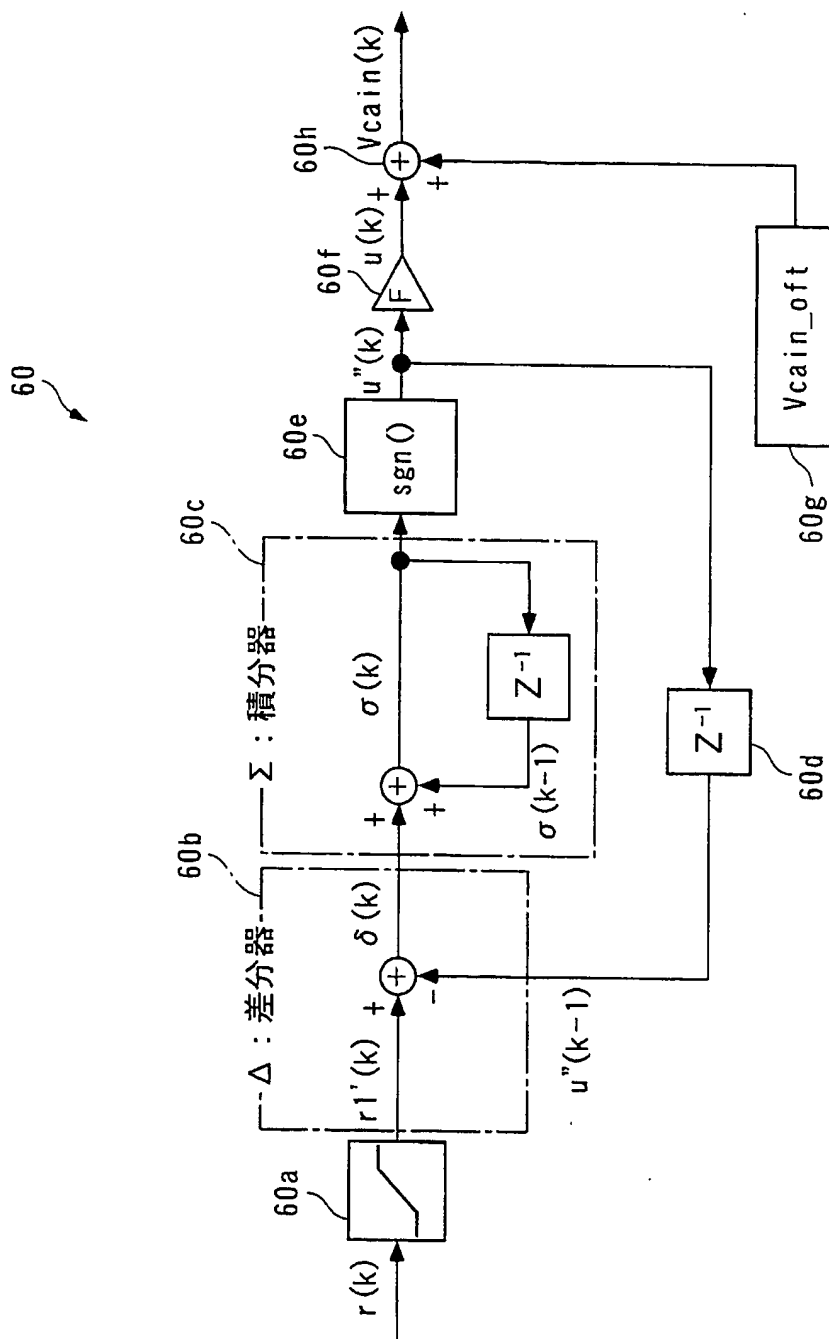 60
r(k)
60a
r1'(k)
Δ:差分器
60b
+
+
-
δ(k)
u”(k-1)
Σ:積分器
60c
+
+
+
σ(k)
σ(k-1)
Z⁻¹
sgn()
60e
u”(k)
Z⁻¹
60d
F
60f
u(k)
+
+
+
60h
Vcain(k)
Vcain_oft
60g